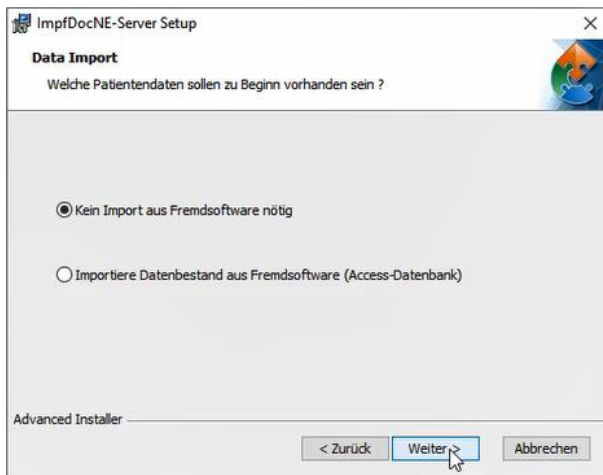 ImpfDocNE-Server Setup
Data Import
Welche Patientendaten sollen zu Beginn vorhanden sein ?
Kein Import aus Fremdsoftware nötig
Importiere Datenbestand aus Fremdsoftware (Access-Datenbank)
Advanced Installer
< Zurück Weiter > Abbrechen